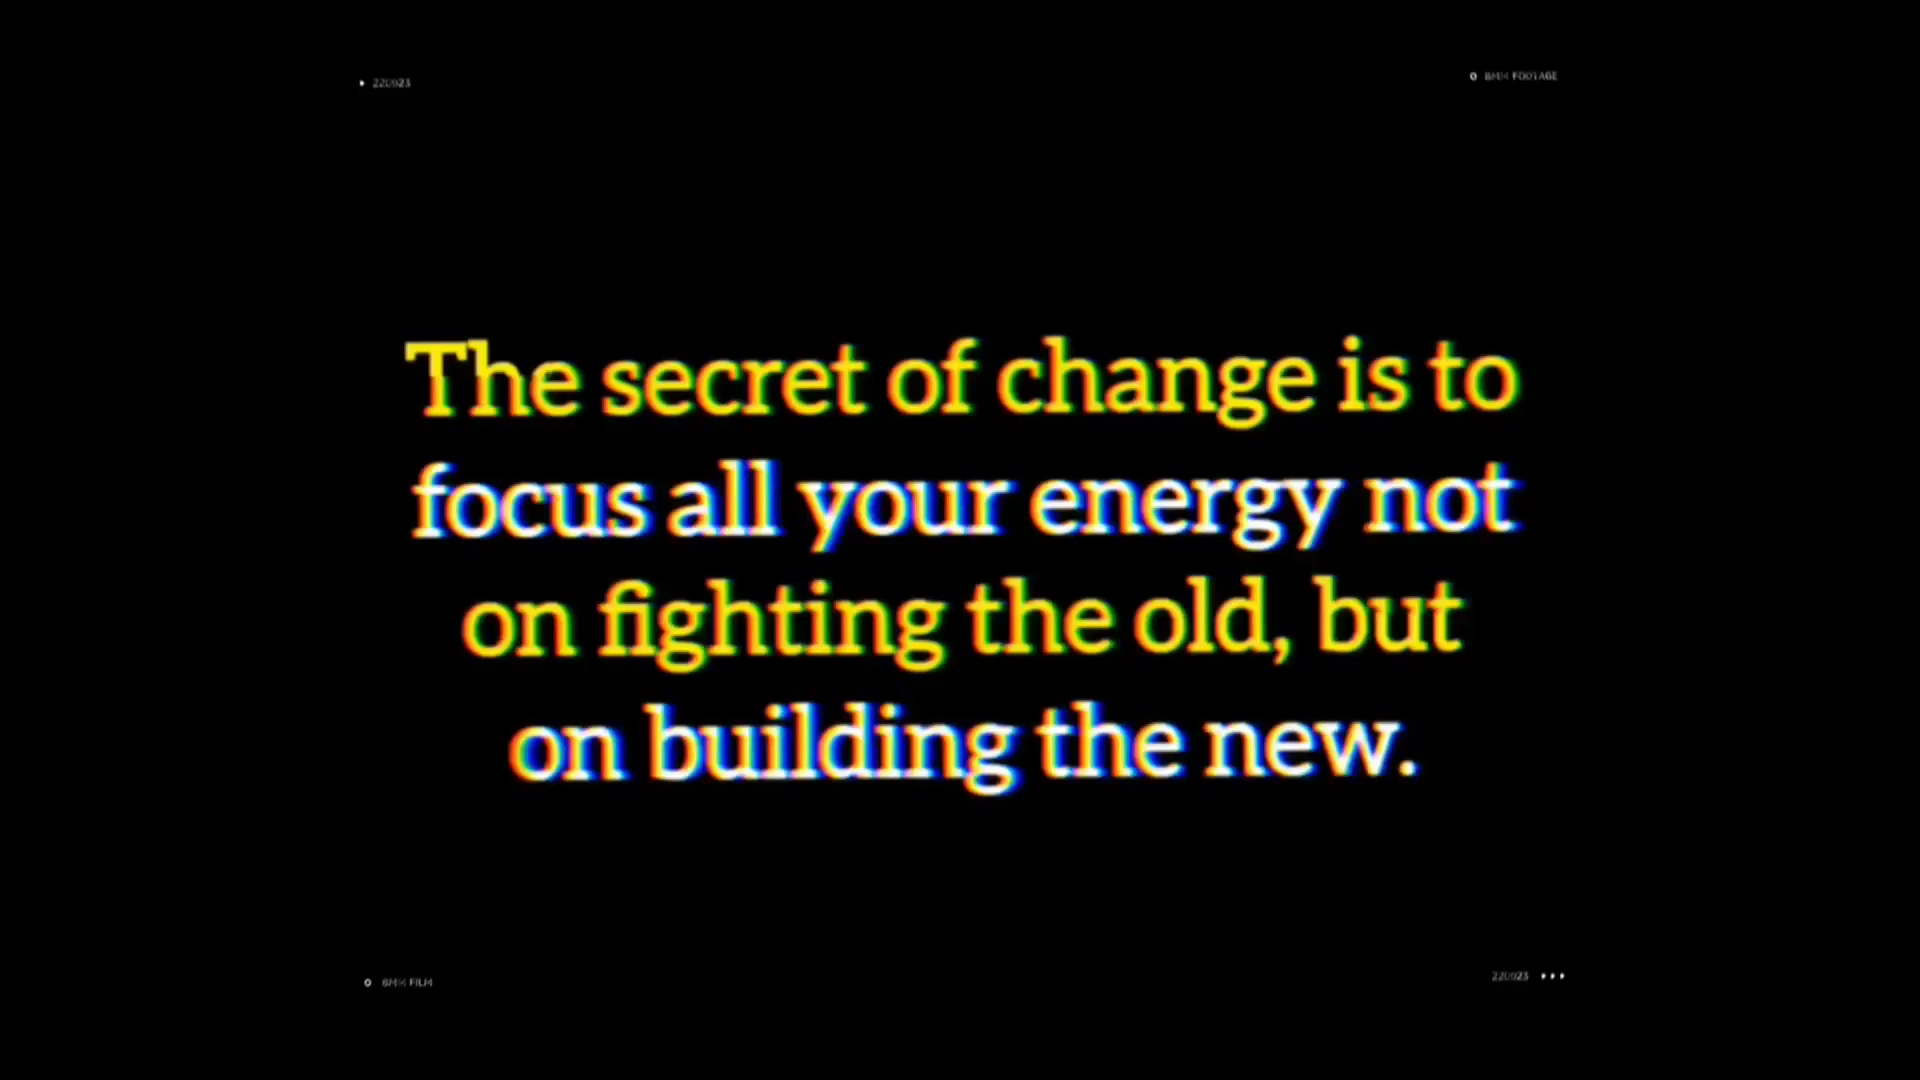 220923
8MM FOOTAGE
The secret of change is to
focus all your energy not
on fighting the old, but
on building the new.
8MM FILM
220923